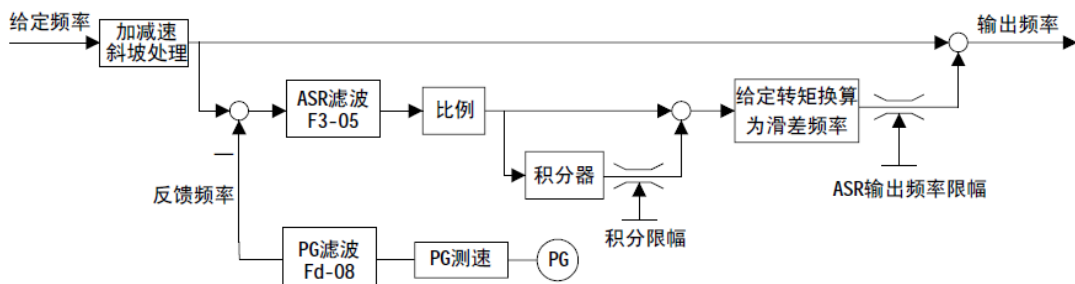 给定频率
加减速
斜坡处理
输出频率
ASR滤波
F3-05
比例
给定转矩换算
为滑差频率
积分器
反馈频率
积分限幅
ASR输出频率限幅
PG滤波
Fd-08
PG测速
PG